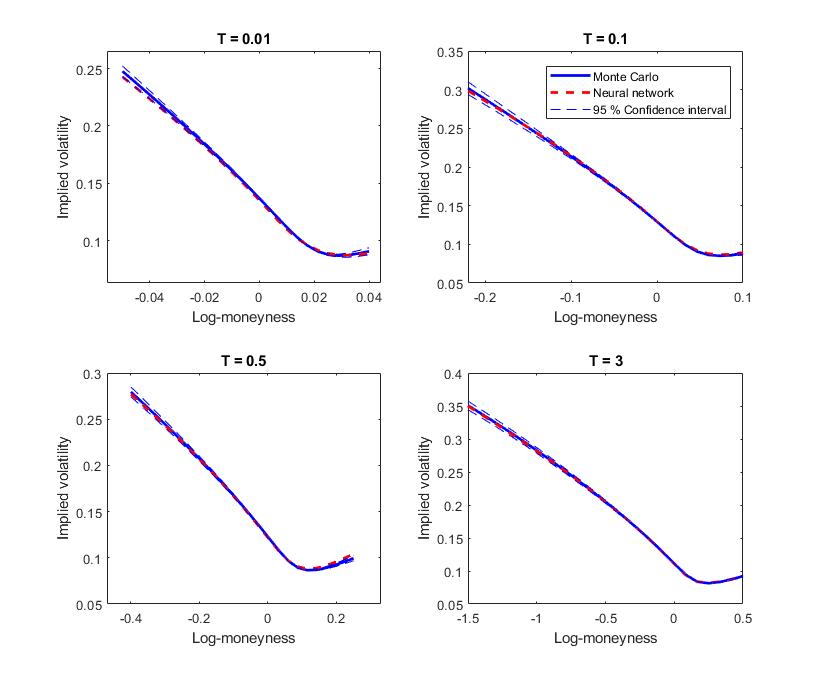 T = 0.01
0.25
0.2
0.15
0.1
Implied volatility
-0.04 -0.02 0 0.02 0.04
Log-moneyness
T = 0.1
0.35
0.3
0.25
0.2
0.15
0.1
0.05
Implied volatility
Monte Carlo
Neural network
95 % Confidence interval
-0.2 -0.1 0 0.1
Log-moneyness
T = 0.5
0.3
0.25
0.2
0.15
0.1
0.05
Implied volatility
-0.4 -0.2 0 0.2
Log-moneyness
T = 3
0.4
0.35
0.3
0.25
0.2
0.15
0.1
0.05
Implied volatility
-1.5 -1 -0.5 0 0.5
Log-moneyness